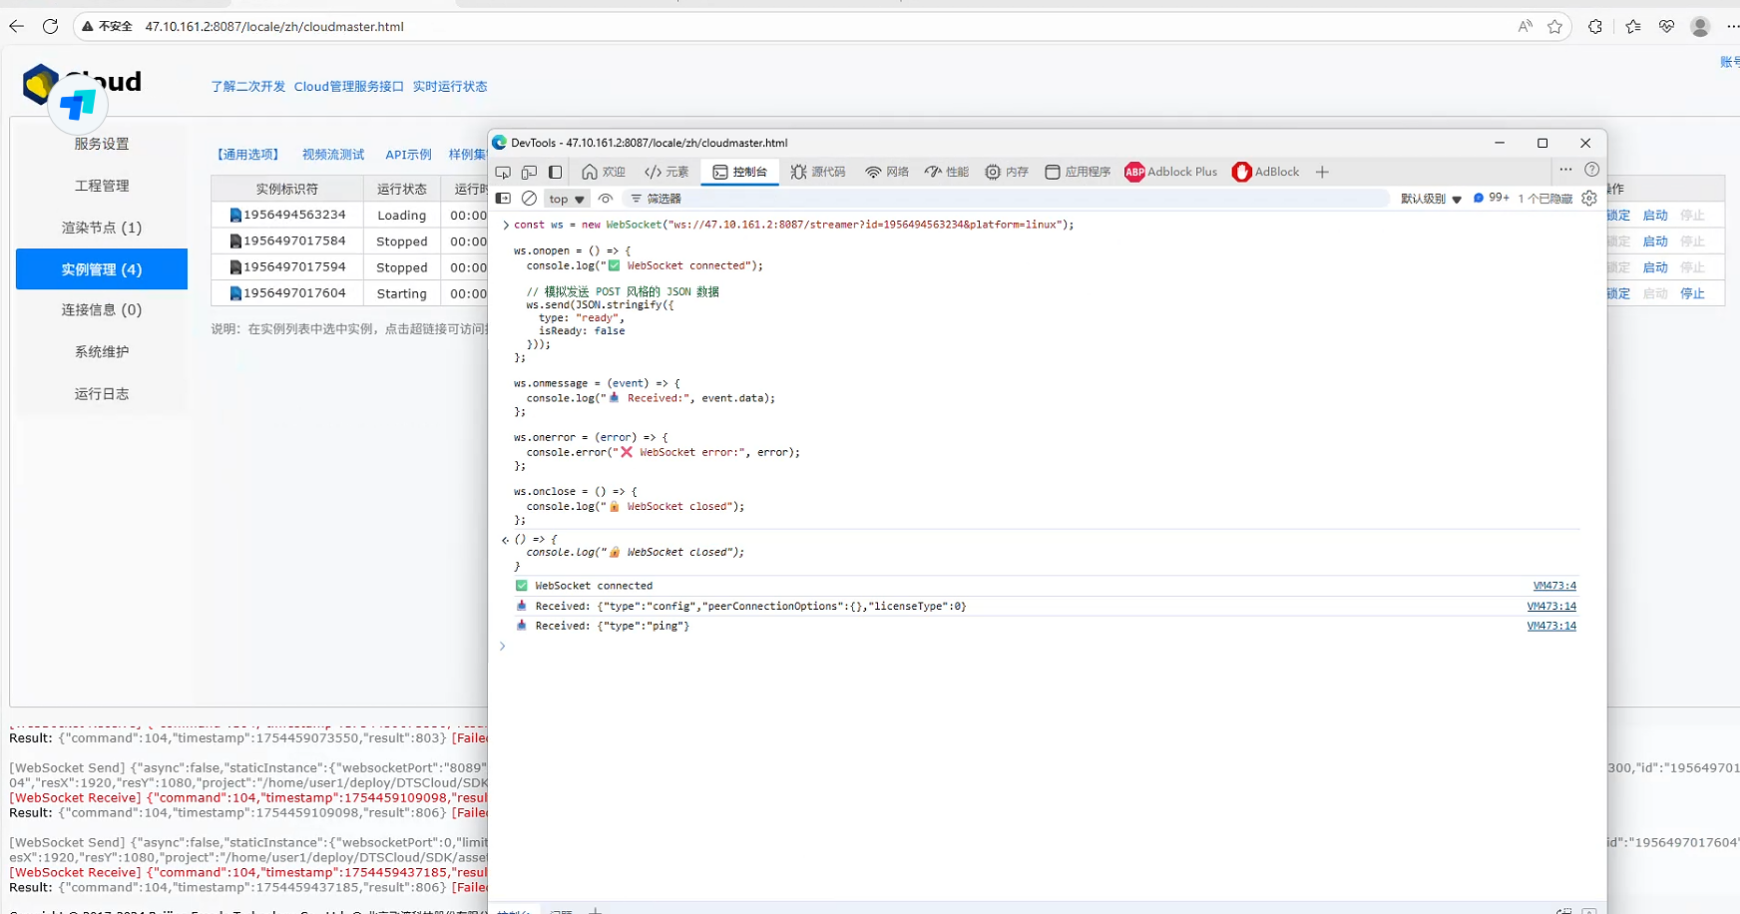 不安全 47.10.161.2:8087/locale/zh/cloudmaster.html
账号
了解二次开发 Cloud管理服务接口 实时运行状态
服务设置
工程管理
渲染节点 (1)
实例管理 (4)
连接信息 (0)
系统维护
运行日志
【通用选项】 视频流测试 API示例
实例标识符 运行状态
1956494563234 Loading 00:00 锁定 启动 停止
1956497017584 Stopped 00:00 锁定 启动 停止
1956497017594 Stopped 00:00 锁定 启动 停止
1956497017604 Starting 00:00 锁定 启动 停止
说明：在实例列表中选中实例，点击超链接可访问
DevTools - 47.10.161.2:8087/locale/zh/cloudmaster.html
欢迎 元素 控制台 源代码 网络 性能 内存 应用程序 ABP Adblock Plus AdBlock
top 筛选器 默认级别 99+ 1 个已隐藏
const ws = new WebSocket("ws://47.10.161.2:8087/streamer?id=1956494563234&platform=linux");
ws.onopen = () => {
console.log("✅ WebSocket connected");
// 模拟发送 POST 风格的 JSON 数据
ws.send(JSON.stringify({
type: "ready",
isReady: false
}));
};
ws.onmessage = (event) => {
console.log("📥 Received:", event.data);
};
ws.onerror = (error) => {
console.error("❌ WebSocket error:", error);
};
ws.onclose = () => {
console.log("🔒 WebSocket closed");
};
() => {
console.log("🔒 WebSocket closed");
}
✅ WebSocket connected VM473:4
📥 Received: {"type":"config","peerConnectionOptions":{},"licenseType":0} VM473:14
📥 Received: {"type":"ping"} VM473:14
Result: {"command":104,"timestamp":1754459073550,"result":803} [Failed
[WebSocket Send] {"async":false,"staticInstance":{"websocketPort":"8089" 300,"id":"195649701
04","resX":1920,"resY":1080,"project":"/home/user1/deploy/DTSCloud/SDK
[WebSocket Receive] {"command":104,"timestamp":1754459109098,"resul
Result: {"command":104,"timestamp":1754459109098,"result":806} [Failed
[WebSocket Send] {"async":false,"staticInstance":{"websocketPort":0,"limit id":"1956497017604"
esX":1920,"resY":1080,"project":"/home/user1/deploy/DTSCloud/SDK/asse
[WebSocket Receive] {"command":104,"timestamp":1754459437185,"resul
Result: {"command":104,"timestamp":1754459437185,"result":806} [Failed